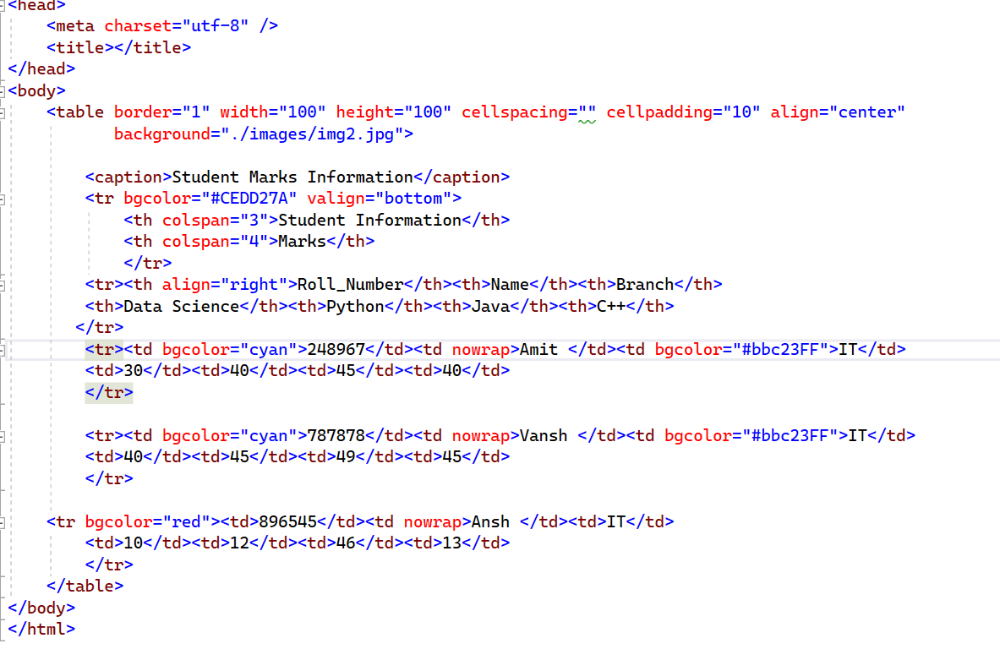 <head>
<meta charset="utf-8" />
<title></title>
</head>
<body>
<table border="1" width="100" height="100" cellspacing="" cellpadding="10" align="center"
background="./images/img2.jpg">
<caption>Student Marks Information</caption>
<tr bgcolor="#CEDD27A" valign="bottom">
<th colspan="3">Student Information</th>
<th colspan="4">Marks</th>
</tr>
<tr><th align="right">Roll_Number</th><th>Name</th><th>Branch</th>
<th>Data Science</th><th>Python</th><th>Java</th><th>C++</th>
</tr>
<tr><td bgcolor="cyan">248967</td><td nowrap>Amit </td><td bgcolor="#bbc23FF">IT</td>
<td>30</td><td>40</td><td>45</td><td>40</td>
</tr>
<tr><td bgcolor="cyan">787878</td><td nowrap>Vansh </td><td bgcolor="#bbc23FF">IT</td>
<td>40</td><td>45</td><td>49</td><td>45</td>
</tr>
<tr bgcolor="red"><td>896545</td><td nowrap>Ansh </td><td>IT</td>
<td>10</td><td>12</td><td>46</td><td>13</td>
</tr>
</table>
</body>
</html>